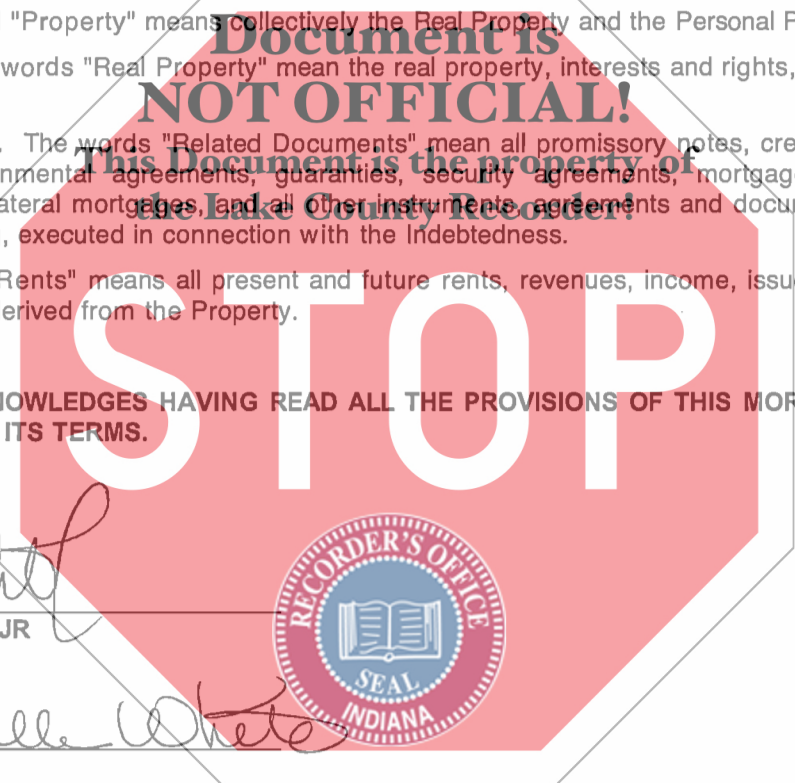 "Property" means collectively the Real Property and the Personal P
Document is
words "Real Property" mean the real property, interests and rights,
NOT OFFICIAL!
. The words "Related Documents" mean all promissory notes, cre
This Document is the property of
nmental agreements, guaranties, security agreements, mortgag
the Lake County Recorder!
ateral mortgages, and all other instruments, agreements and docu
, executed in connection with the Indebtedness.
Rents" means all present and future rents, revenues, income, issu
erived from the Property.
STOP
NOWLEDGES HAVING READ ALL THE PROVISIONS OF THIS MOR
ITS TERMS.
JR
RECORDER'S OFFICE
SEAL
INDIANA
White